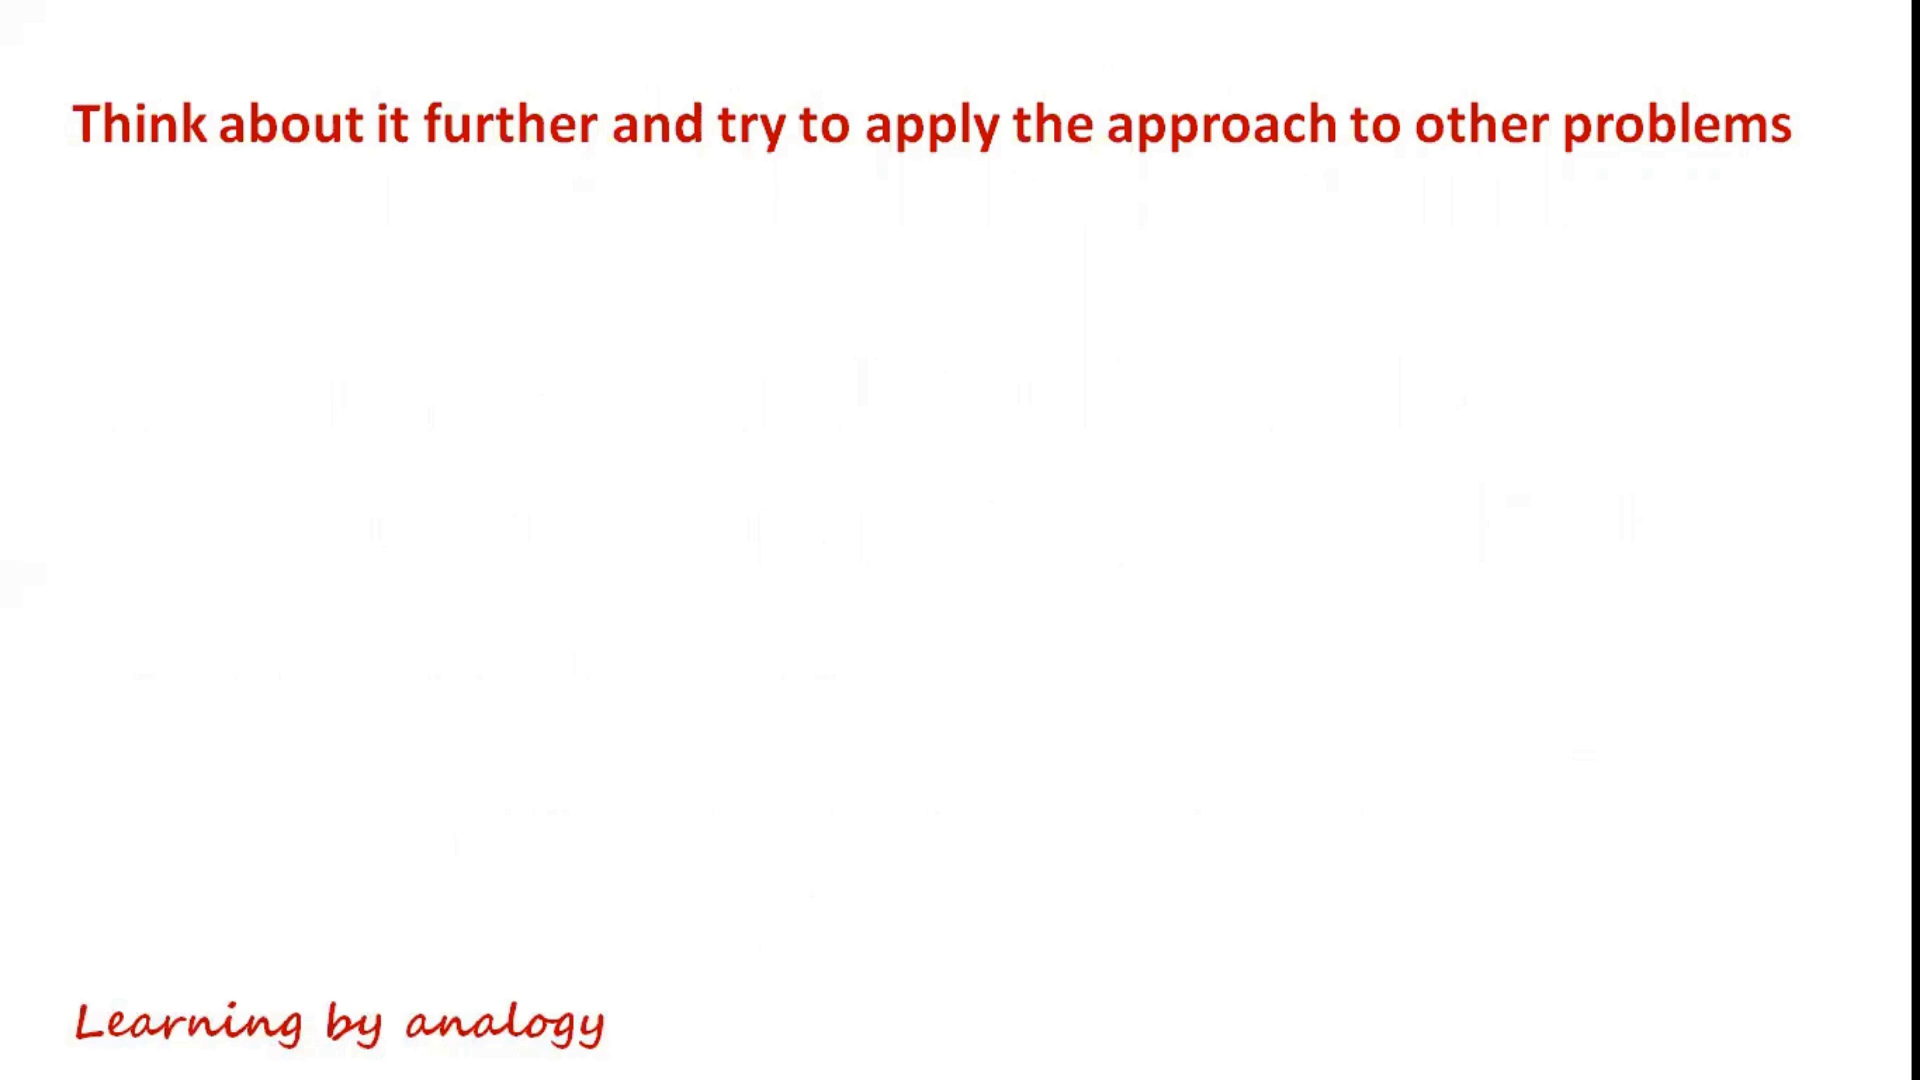 Think about it further and try to apply the approach to other problems
Learning by analogy